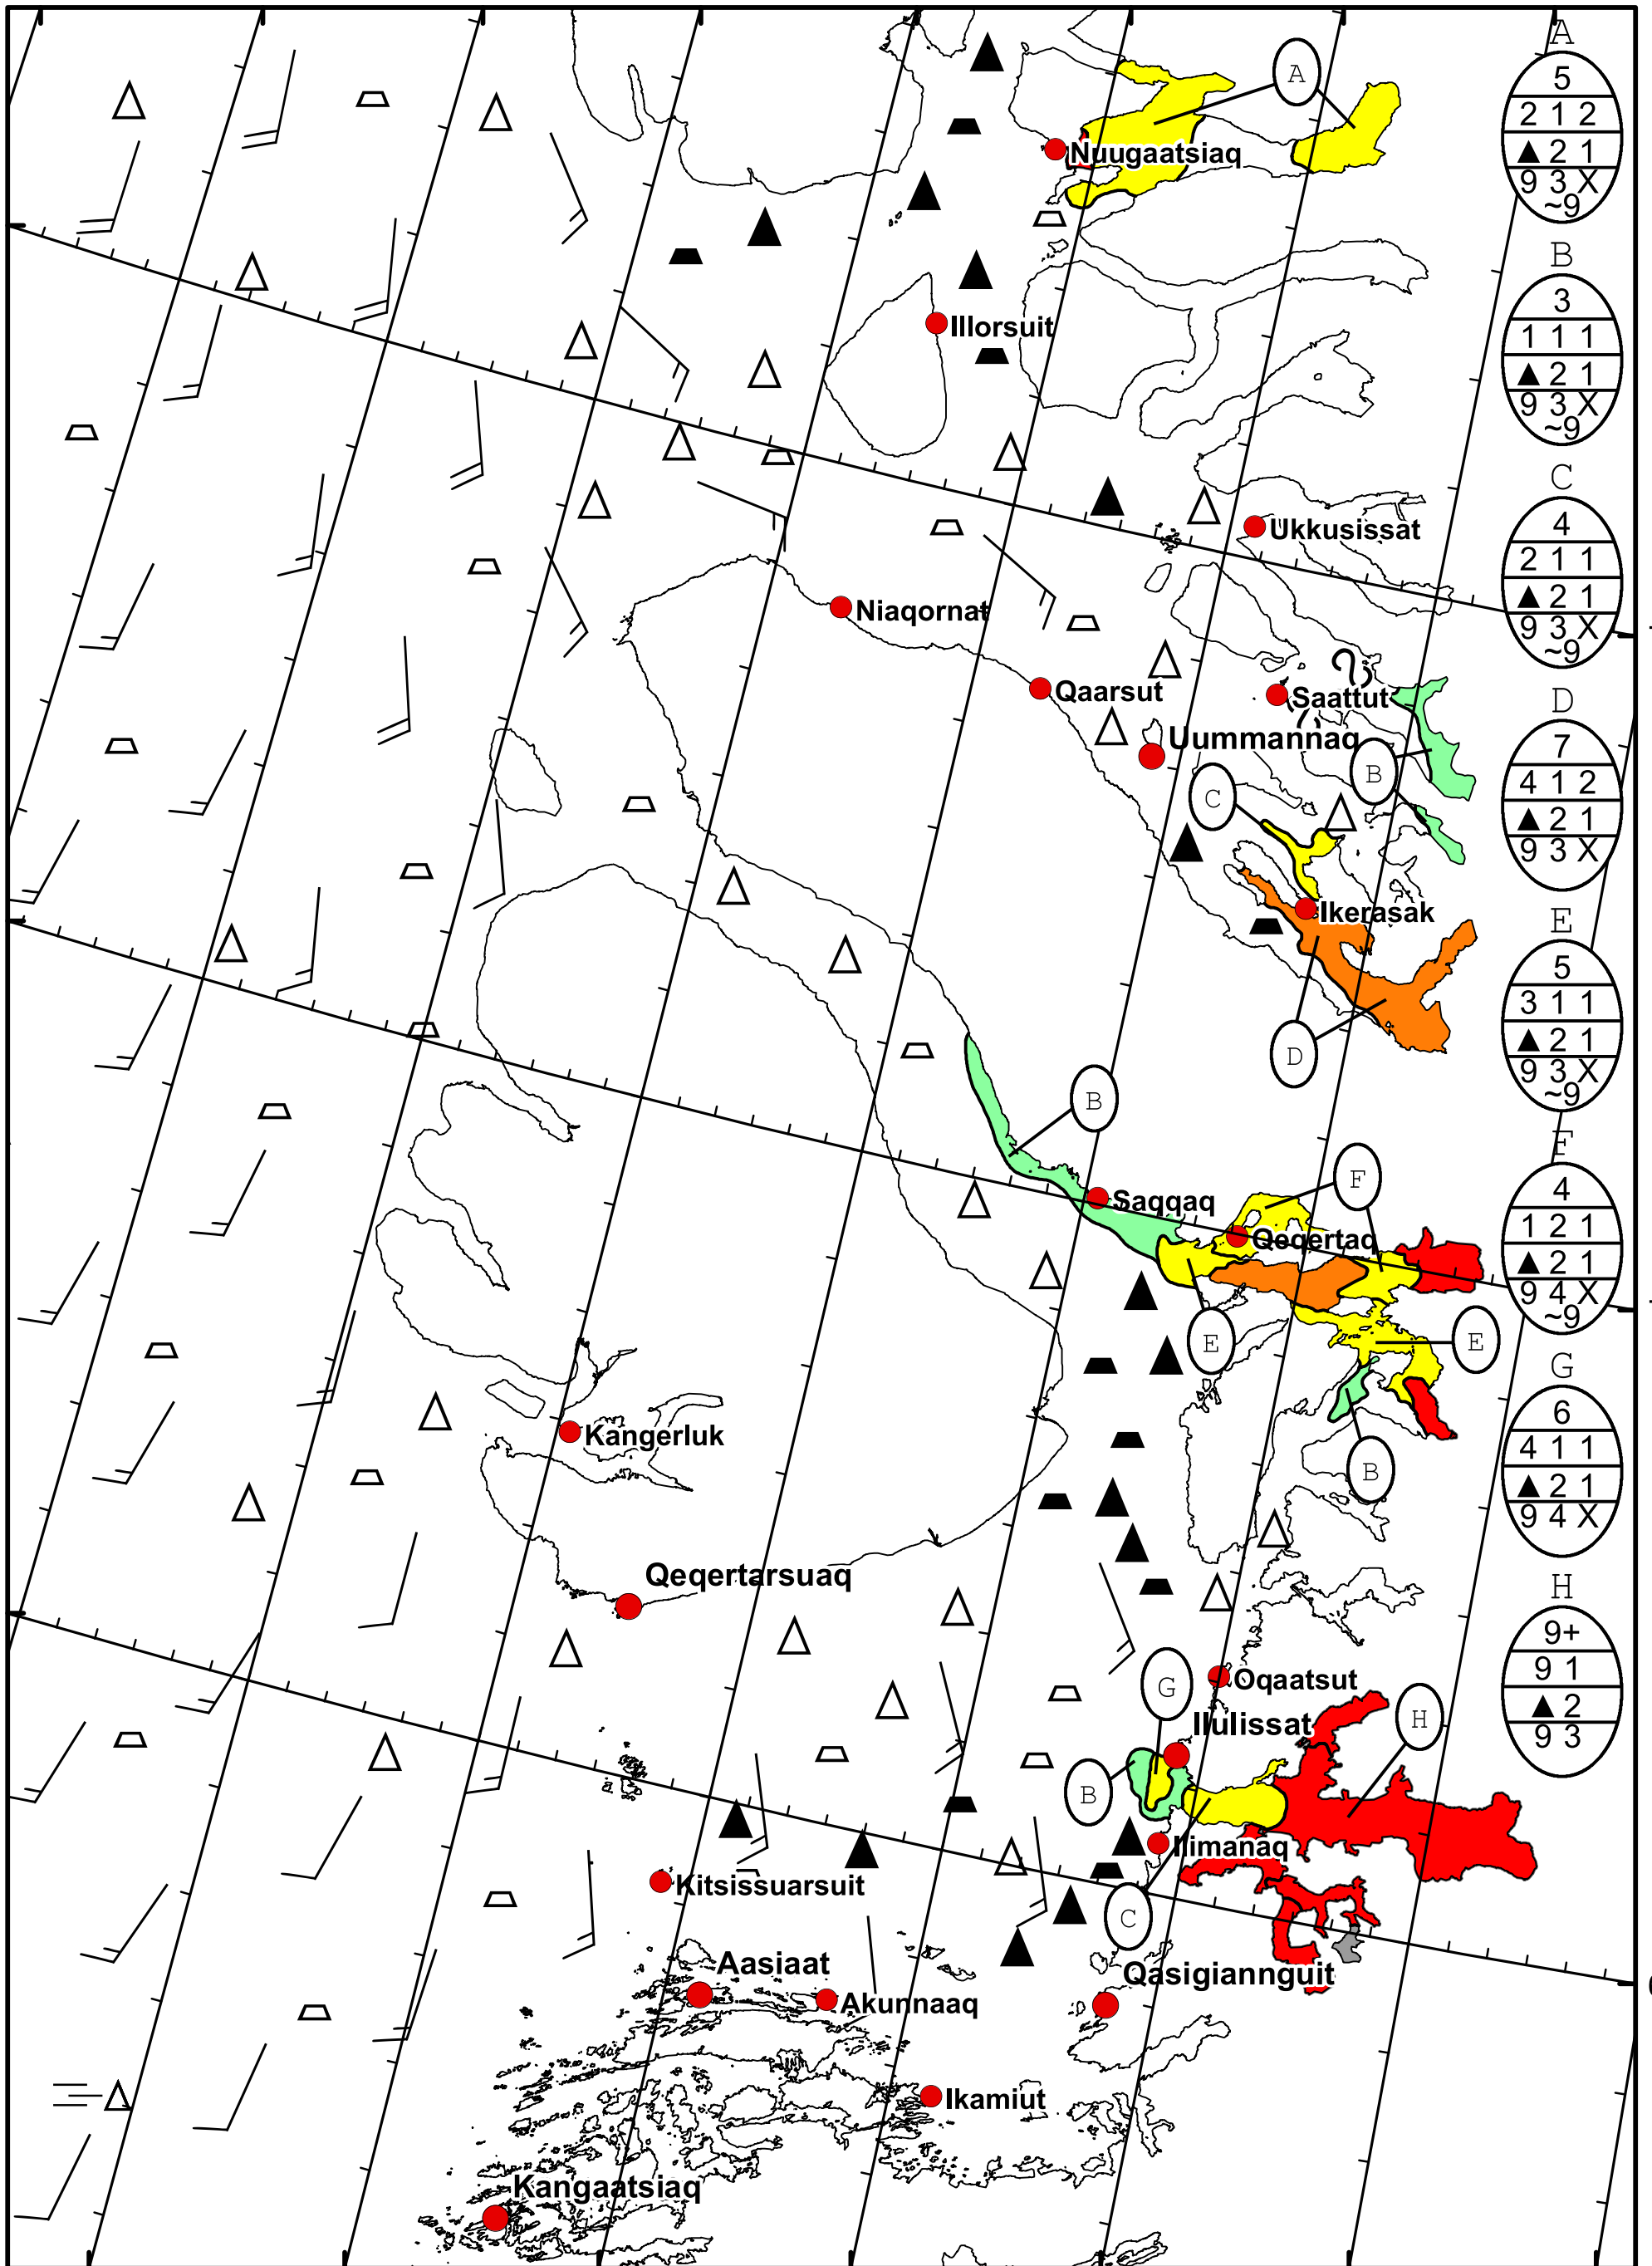 A
5
2 1 2
▲ 2 1
9 3 X
~9
B
3
1 1 1
▲ 2 1
9 3 X
~9
C
4
2 1 1
▲ 2 1
9 3 X
~9
D
7
4 1 2
▲ 2 1
9 3 X
E
5
3 1 1
▲ 2 1
9 3 X
~9
F
4
1 2 1
▲ 2 1
9 4 X
~9
G
6
4 1 1
▲ 2 1
9 4 X
H
9+
9 1
▲ 2
9 3
A
Nuugaatsiaq
Illorsuit
Ukkusissat
Niaqornat
Qaarsut
Saattut
Uummannaq
B
C
Ikerasak
D
B
F
Saqqaq
Qeqertaq
E
E
Kangerluk
B
Qeqertarsuaq
Oqaatsut
G
H
Ilulissat
B
Ilimanaq
Kitsissuarsuit
C
Aasiaat
Qasigiannguit
Akunnaaq
Ikamiut
Kangaatsiaq